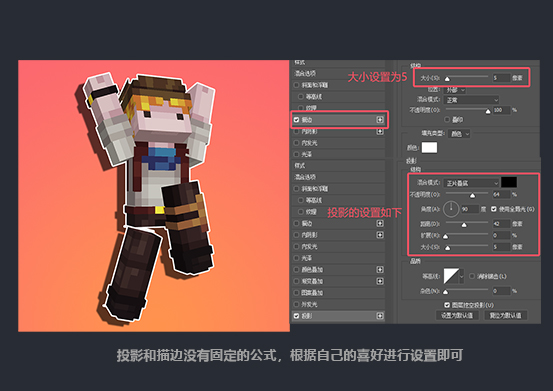 样式
混合选项
斜面和浮雕
等高线
纹理
描边
内阴影
内发光
光泽
大小设置为5
结构
大小(S): 5 像素
位置: 外部
混合模式: 正常
不透明度(O): 100 %
叠印
填充类型: 颜色
颜色:
样式
混合选项
斜面和浮雕
等高线
纹理
描边
内阴影
内发光
光泽
颜色叠加
渐变叠加
图案叠加
外发光
投影
投影的设置如下
投影
结构
混合模式: 正片叠底
不透明度(O): 64 %
角度(A): 90 度 使用全局光(G)
距离(D): 42 像素
扩展(R): 0 %
大小(S): 5 像素
品质
等高线: 消除锯齿(L)
杂色(N): 0 %
图层挖空投影(U)
设置为默认值 复位为默认值
投影和描边没有固定的公式，根据自己的喜好进行设置即可